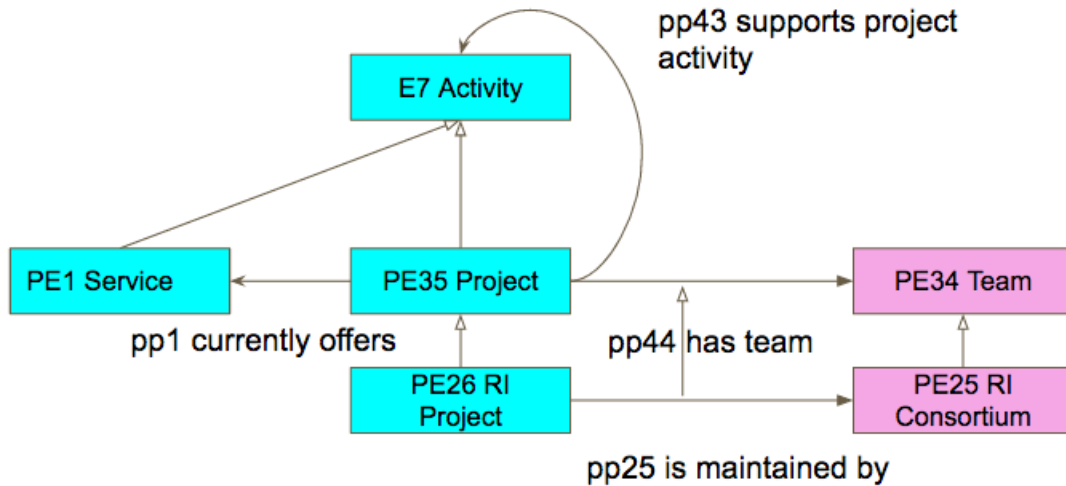 pp43 supports project
activity
E7 Activity
PE1 Service
PE35 Project
PE34 Team
pp1 currently offers
pp44 has team
PE26 RI
Project
PE25 RI
Consortium
pp25 is maintained by